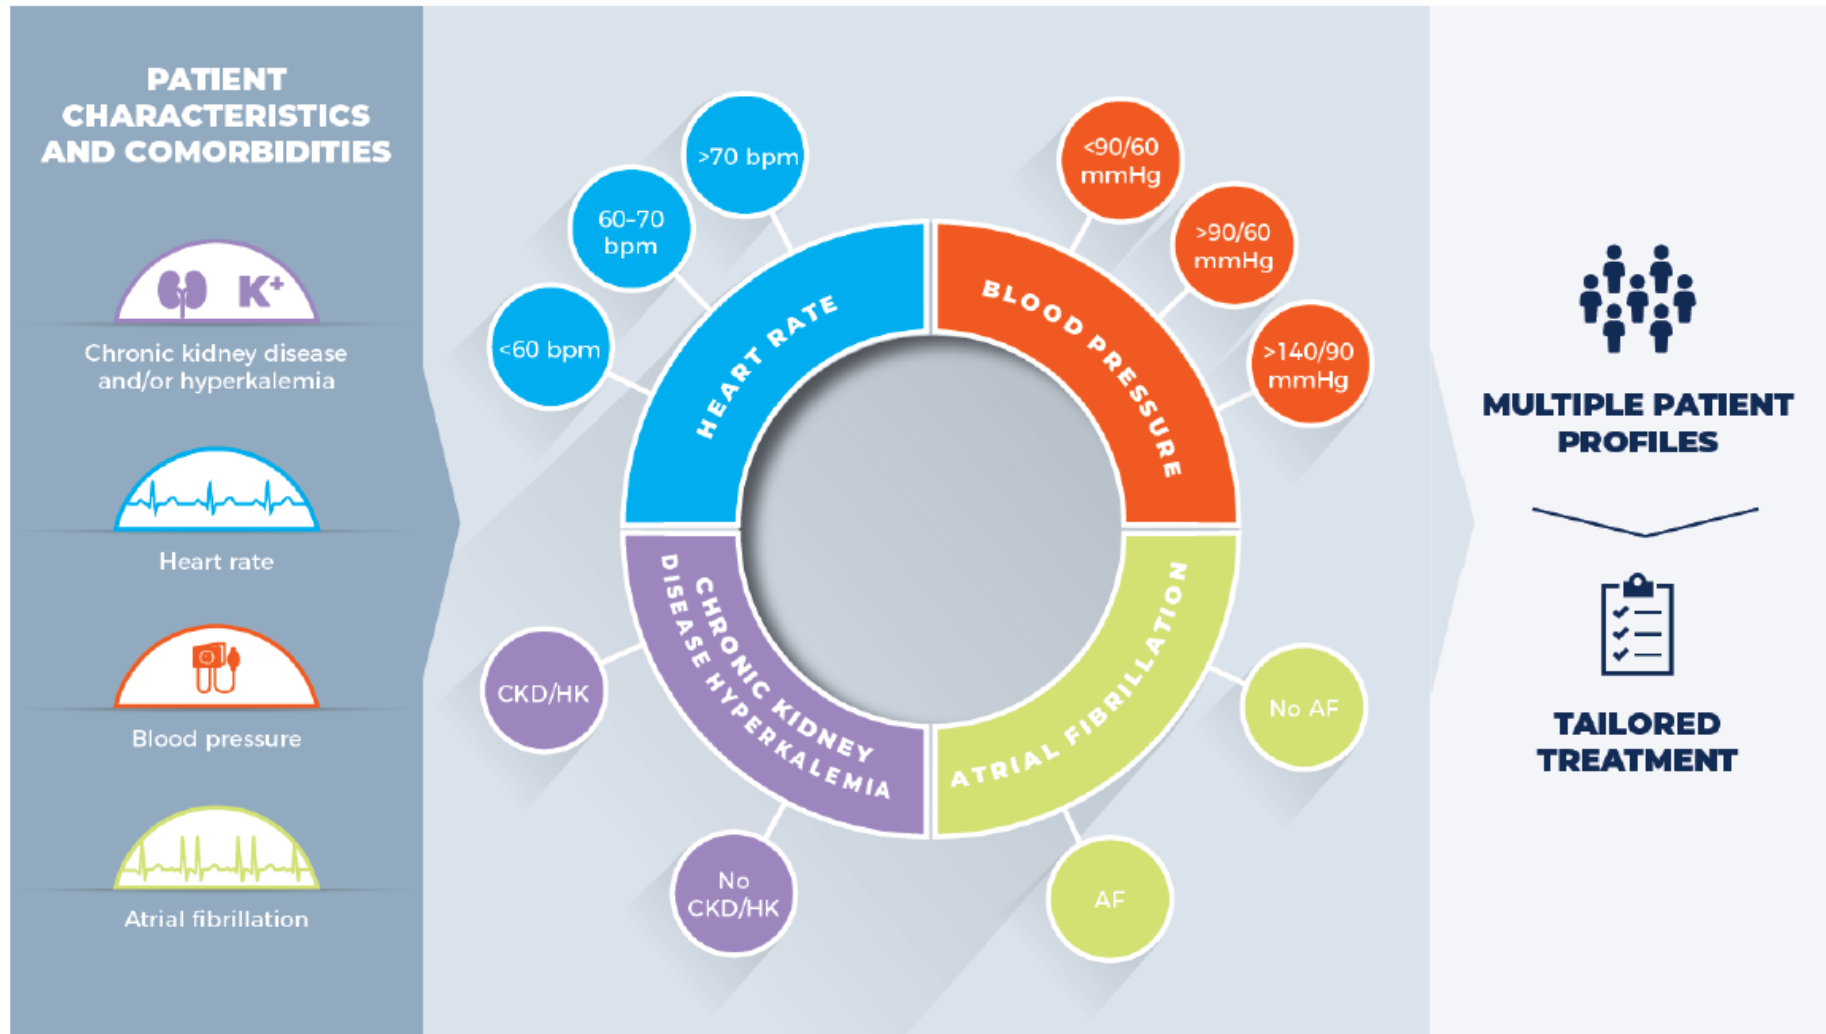 PATIENT
CHARACTERISTICS
AND COMORBIDITIES
K+
Chronic kidney disease
and/or hyperkalemia
Heart rate
Blood pressure
Atrial fibrillation
>70 bpm
60–70
bpm
<60 bpm
HEART RATE
<90/60
mmHg
>90/60
mmHg
>140/90
mmHg
BLOOD PRESSURE
CHRONIC KIDNEY
DISEASE HYPERKALEMIA
CKD/HK
No
CKD/HK
ATRIAL FIBRILLATION
No AF
AF
MULTIPLE PATIENT
PROFILES
TAILORED
TREATMENT